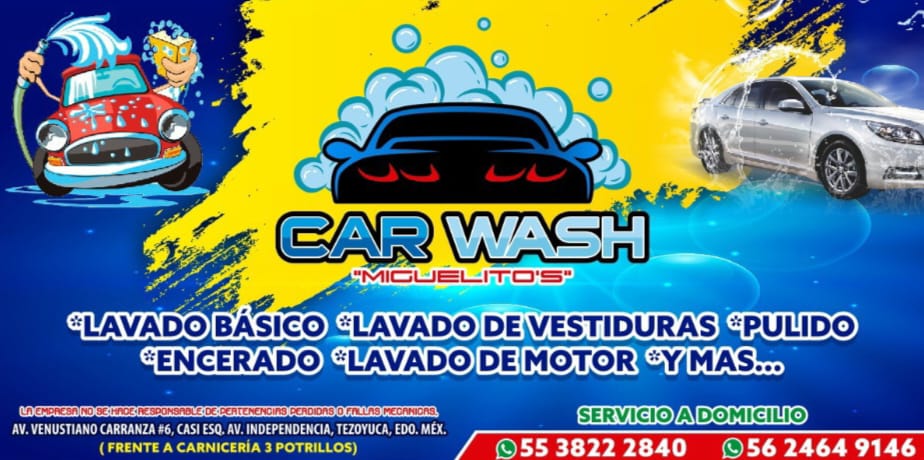 CAR WASH
"MIGUELITO'S"
*LAVADO BÁSICO *LAVADO DE VESTIDURAS *PULIDO
*ENCERADO *LAVADO DE MOTOR *Y MAS...
LA EMPRESA NO SE HACE RESPONSABLE DE PERTENENCIAS PERDIDAS O FALLAS MECANICAS.
AV. VENUSTIANO CARRANZA #6, CASI ESQ. AV. INDEPENDENCIA, TEZOYUCA, EDO. MÉX.
( FRENTE A CARNICERÍA 3 POTRILLOS)
SERVICIO A DOMICILIO
55 3822 2840 56 2464 9146